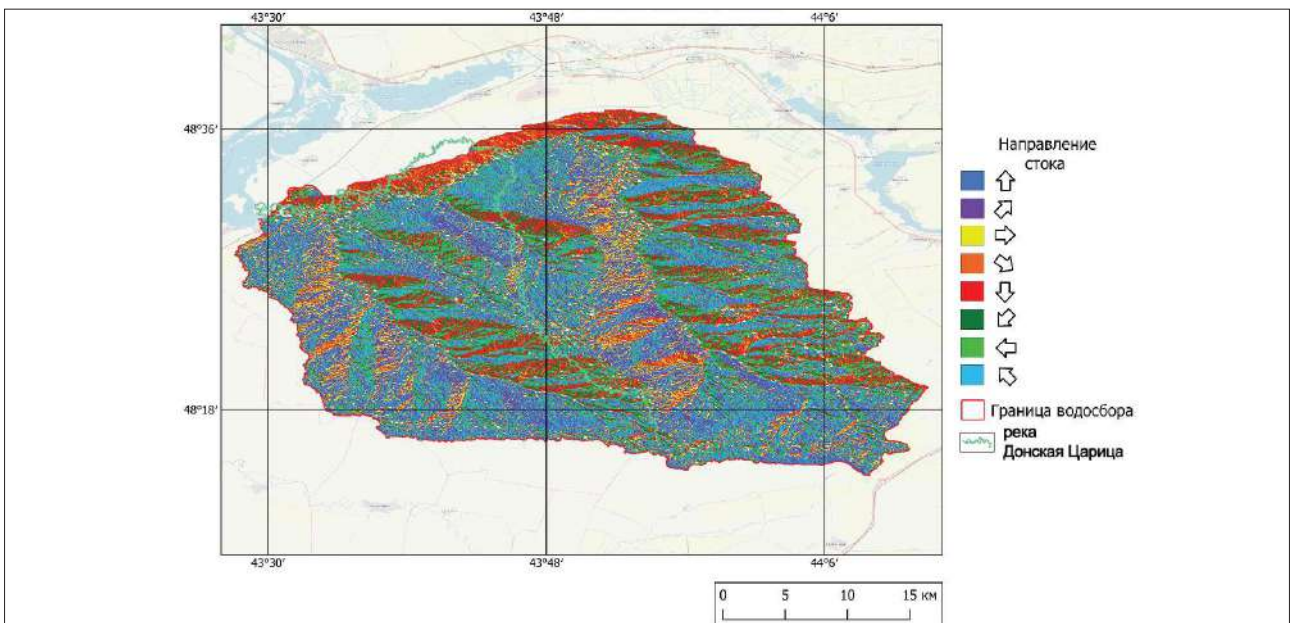 43°30′ 43°48′ 44°6′
48°36′
48°18′
43°30′ 43°48′ 44°6′
Направление
стока
Граница водосбора
река
Донская Царица
0 5 10 15 км